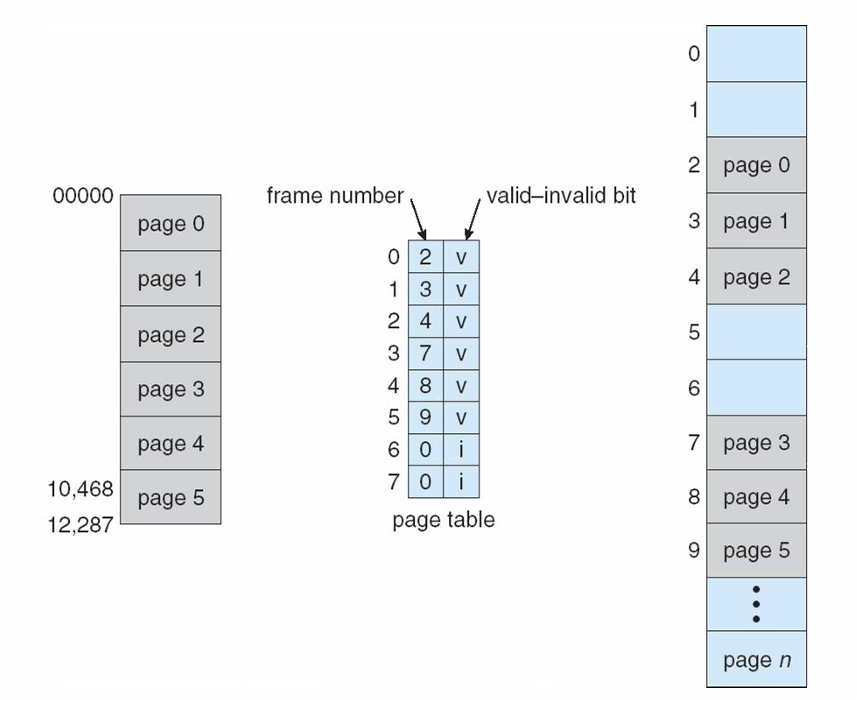 00000
page 0
page 1
page 2
page 3
page 4
10,468
page 5
12,287
frame number
valid–invalid bit
0 2 v
1 3 v
2 4 v
3 7 v
4 8 v
5 9 v
6 0 i
7 0 i
page table
0
1
2 page 0
3 page 1
4 page 2
5
6
7 page 3
8 page 4
9 page 5
page n